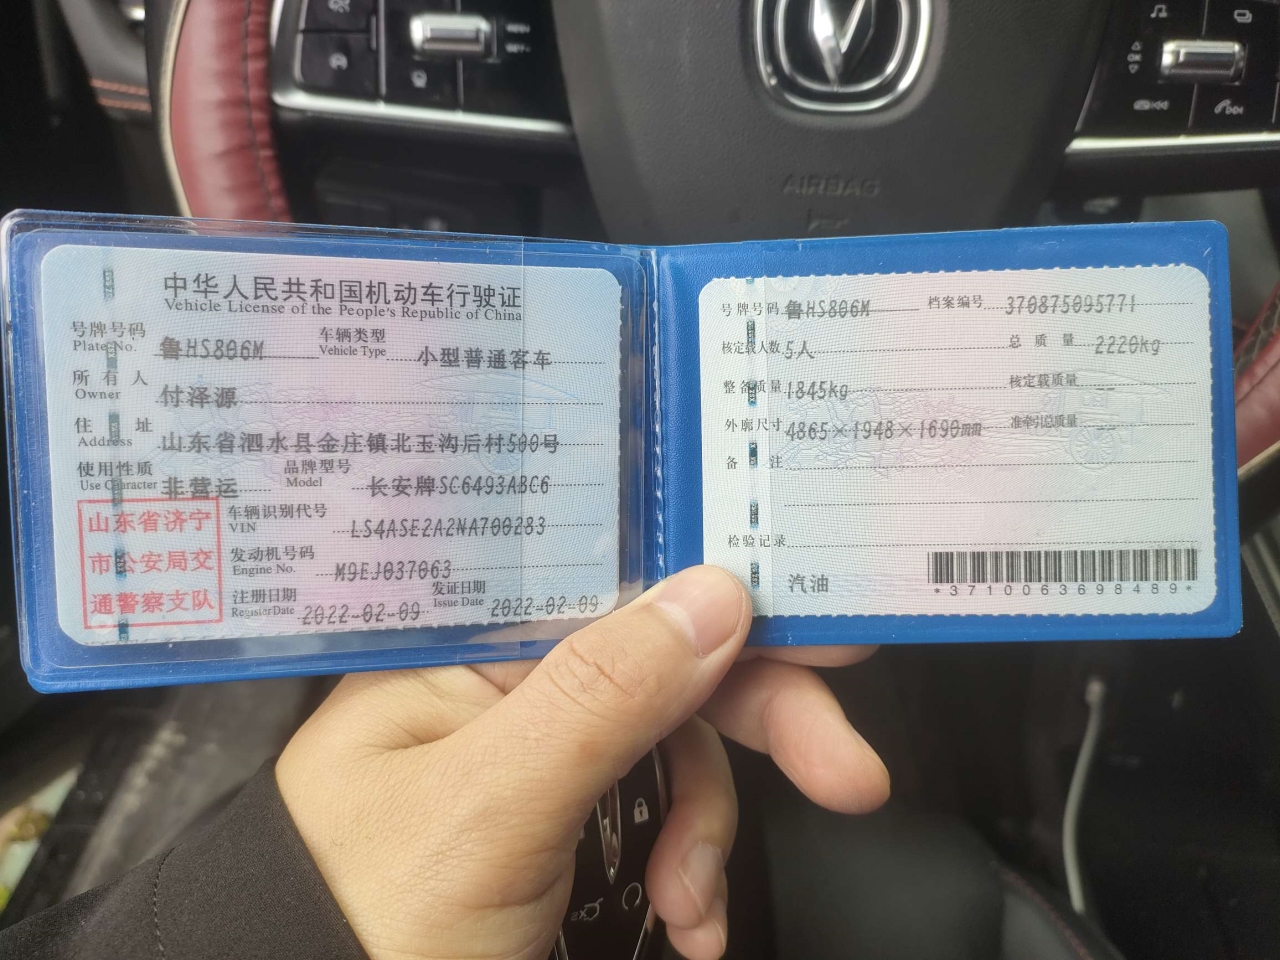 中华人民共和国机动车行驶证
Vehicle License of the People's Republic of China
号牌号码 鲁HS806M 车辆类型 小型普通客车
Plate No. Vehicle Type
所有人 付泽源
Owner
住址 山东省泗水县金庄镇北玉沟后村500号
Address
使用性质 非营运 品牌型号 长安牌SC6493ABC6
Use Character Model
山东省济宁
市公安局交
通警察支队
车辆识别代号 LS4ASE2A2NA700283
VIN
发动机号码 M9EJ037063
Engine No.
注册日期 2022-02-09 发证日期 2022-02-09
Register Date Issue Date
号牌号码 鲁HS806M 档案编号 370875095771
核定载人数 5人 总质量 2220kg
整备质量 1845kg 核定载质量 --
外廓尺寸 4865×1948×1690mm 准牵引总质量 --
备注
检验记录
汽油
*3710063698489*
AIRBAG
OK